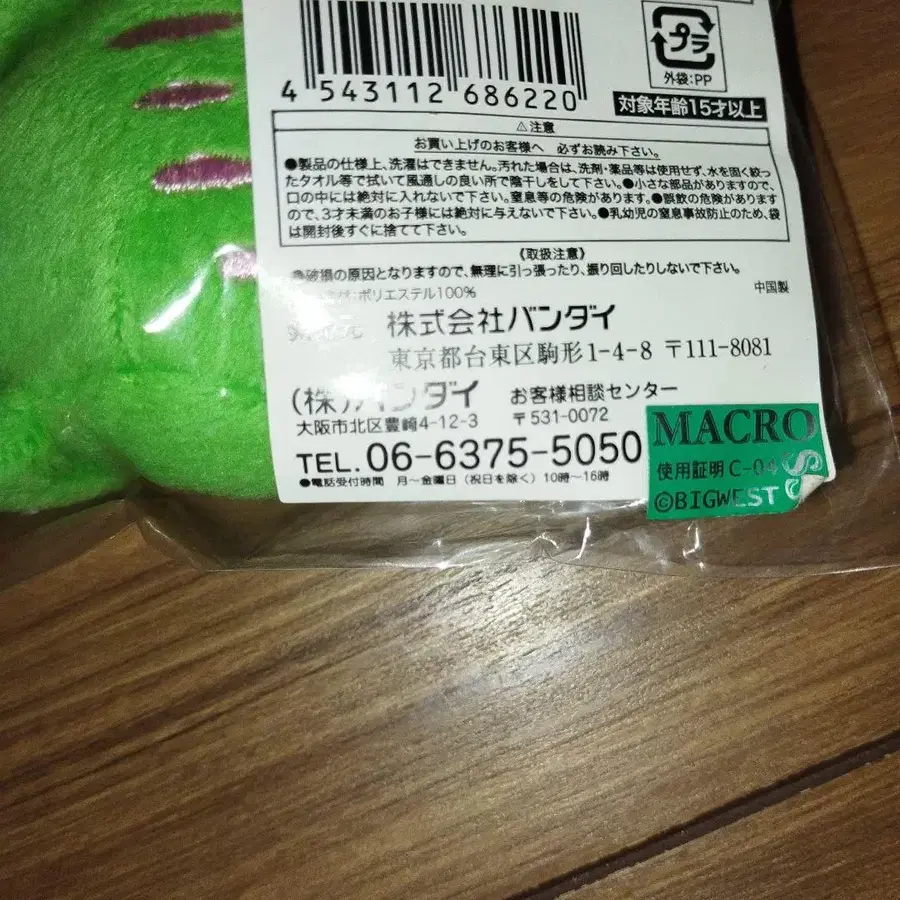 4 543112 686220
プラ
外袋:PP
対象年齢15才以上
⚠注意
お買い上げのお客様へ 必ずお読み下さい。
●製品の仕様上、洗濯はできません。汚れた場合は、洗剤・薬品等は使用せず、水を固く絞っ
たタオル等で拭いて風通しの良い所で陰干しをして下さい。●小さな部品がありますので、
口の中には絶対に入れないで下さい。窒息等の危険があります。●誤飲の危険があります
ので、3才未満のお子様には絶対に与えないで下さい。●乳幼児の窒息事故防止のため、袋
は開封後すぐに捨てて下さい。
《取扱注意》
●破損の原因となりますので、無理に引っ張ったり、振り回したりしないで下さい。
ポリエステル100%
中国製
株式会社バンダイ
東京都台東区駒形1-4-8 〒111-8081
(株)バンダイ お客様相談センター
大阪市北区豊崎4-12-3 〒531-0072
TEL. 06-6375-5050
●電話受付時間 月〜金曜日(祝日を除く)10時〜16時
MACRO
使用証明 C-04
©BIGWEST